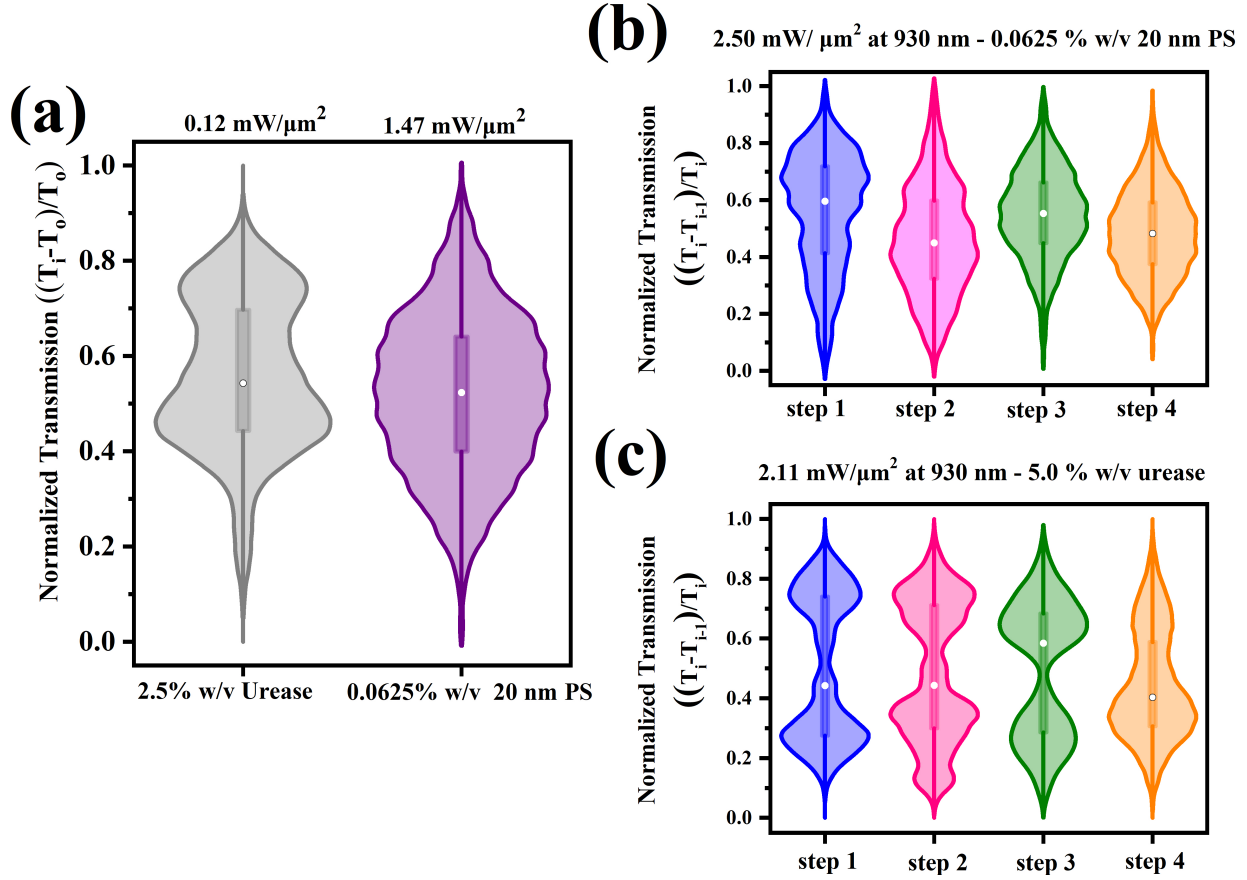 (a)
0.12 mW/μm² 1.47 mW/μm²
Normalized Transmission ((Tᵢ-Tₒ)/Tₒ)
1.0
0.8
0.6
0.4
0.2
0.0
2.5% w/v Urease 0.0625% w/v 20 nm PS
(b)
2.50 mW/ μm² at 930 nm - 0.0625 % w/v 20 nm PS
Normalized Transmission
((Tᵢ-Tᵢ₋₁)/Tᵢ)
1.0
0.8
0.6
0.4
0.2
0.0
step 1 step 2 step 3 step 4
(c)
2.11 mW/μm² at 930 nm - 5.0 % w/v urease
Normalized Transmission
((Tᵢ-Tᵢ₋₁)/Tᵢ)
1.0
0.8
0.6
0.4
0.2
0.0
step 1 step 2 step 3 step 4